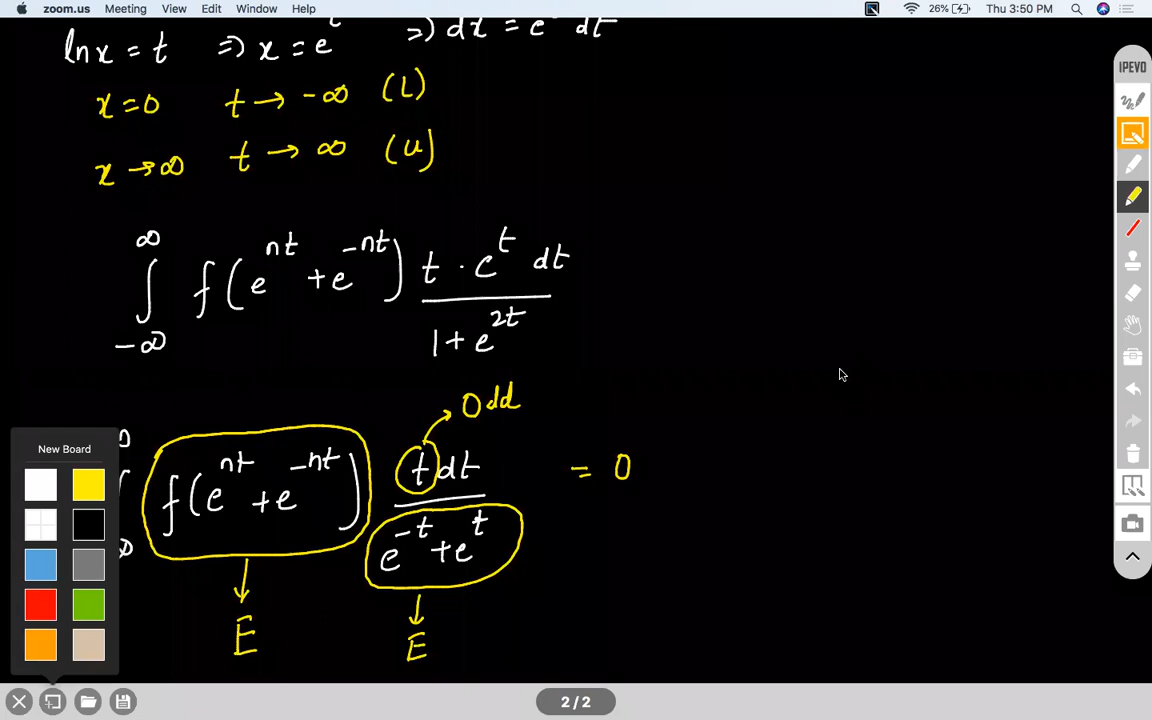 zoom.us Meeting View Edit Window Help 26% Thu 3:50 PM
ln x = t => x = e^t => dx = e^t dt
x = 0 t → -∞ (L)
x → ∞ t → ∞ (U)
IPEVO
∫_{-∞}^{∞} f(e^{nt} + e^{-nt}) t · e^t dt
1 + e^{2t}
Odd
f(e^{nt} + e^{-nt}) t dt = 0
e^{-t} + e^t
E E
New Board
2/2